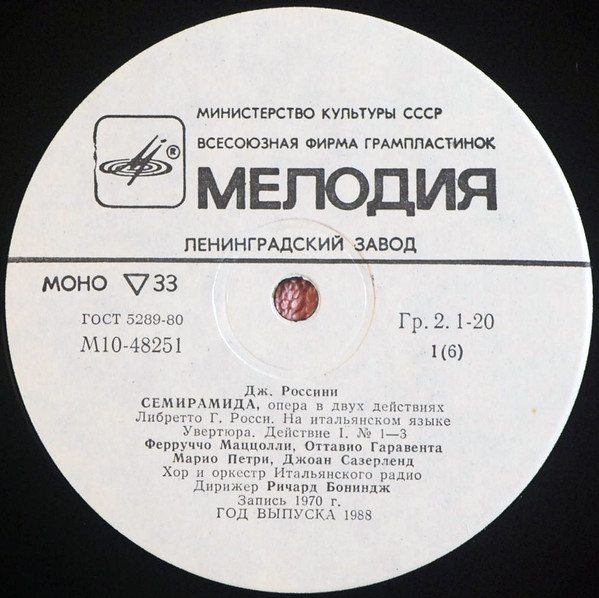 МИНИСТЕРСТВО КУЛЬТУРЫ СССР
ВСЕСОЮЗНАЯ ФИРМА ГРАМПЛАСТИНОК
®
МЕЛОДИЯ
ЛЕНИНГРАДСКИЙ ЗАВОД
МОНО ▽ 33
ГОСТ 5289-80
Гр. 2. 1-20
М10-48251
1(6)
Дж. Россини
СЕМИРАМИДА, опера в двух действиях
Либретто Г. Росси. На итальянском языке
Увертюра. Действие I. № 1—3
Ферруччо Маццолли, Оттавио Гаравента
Марио Петри, Джоан Сазерленд
Хор и оркестр Итальянского радио
Дирижер Ричард Бониндж
Запись 1970 г.
ГОД ВЫПУСКА 1988